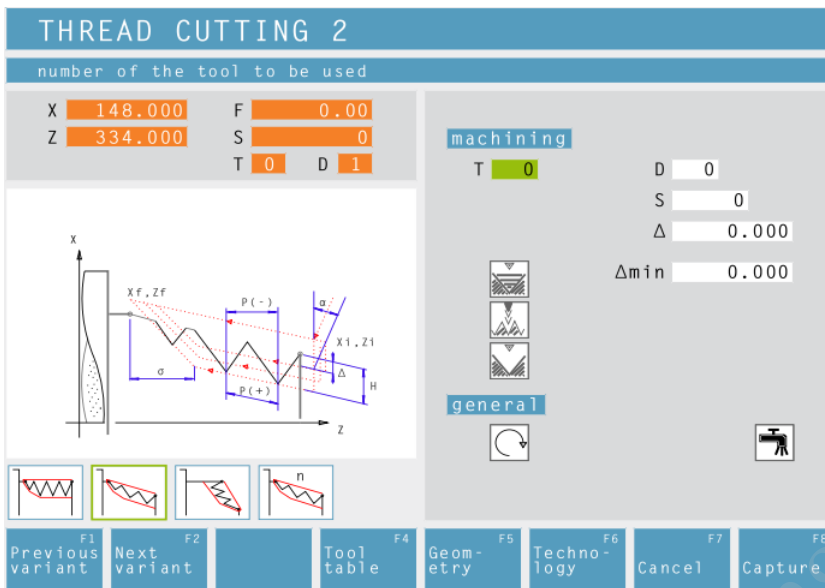 THREAD CUTTING 2
number of the tool to be used
X 148.000 F 0.00
Z 334.000 S 0
T 0 D 1
machining
T 0 D 0
S 0
Δ 0.000
Δmin 0.000
general
X
Xf,Zf
P(-)
α
Xi,Zi
σ
Δ
H
P(+)
Z
n
F1 F2 F4 F5 F6 F7 F8
Previous variant
Next variant
Tool table
Geom-etry
Techno-logy
Cancel
Capture